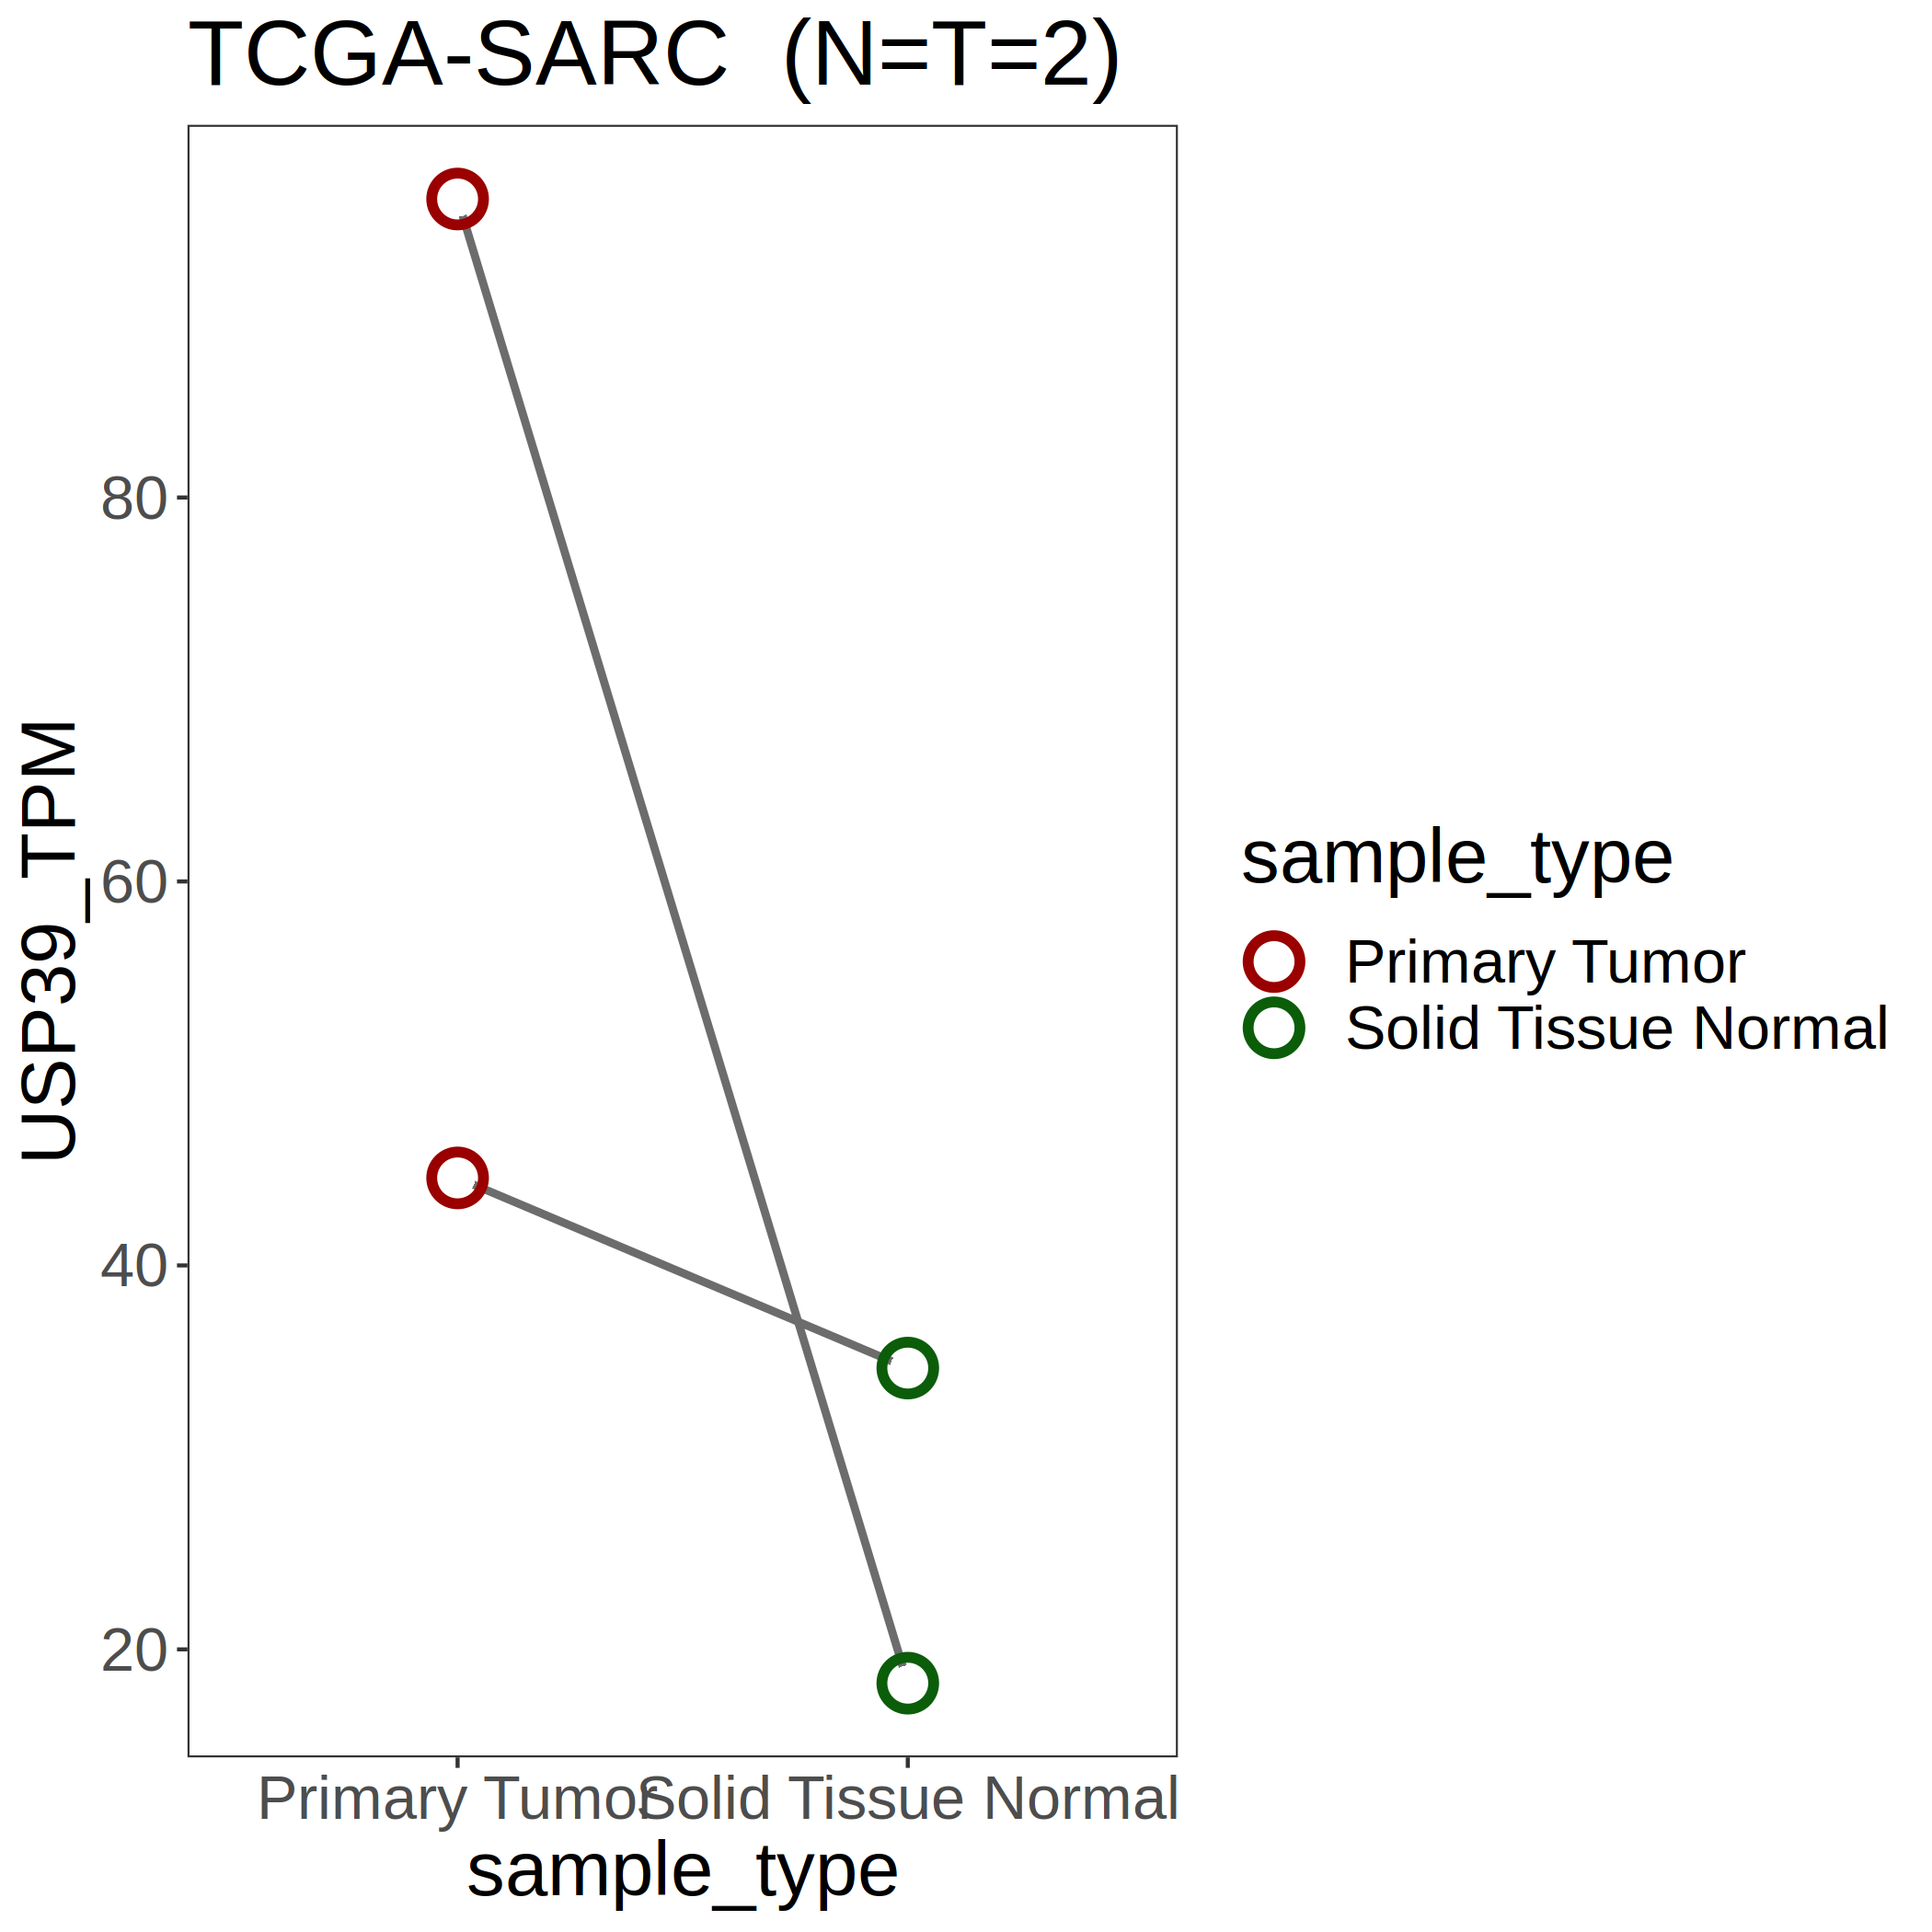 TCGA-SARC  (N=T=2)
USP39_TPM
80
60
40
20
Primary Tumor
Solid Tissue Normal
sample_type
sample_type
Primary Tumor
Solid Tissue Normal